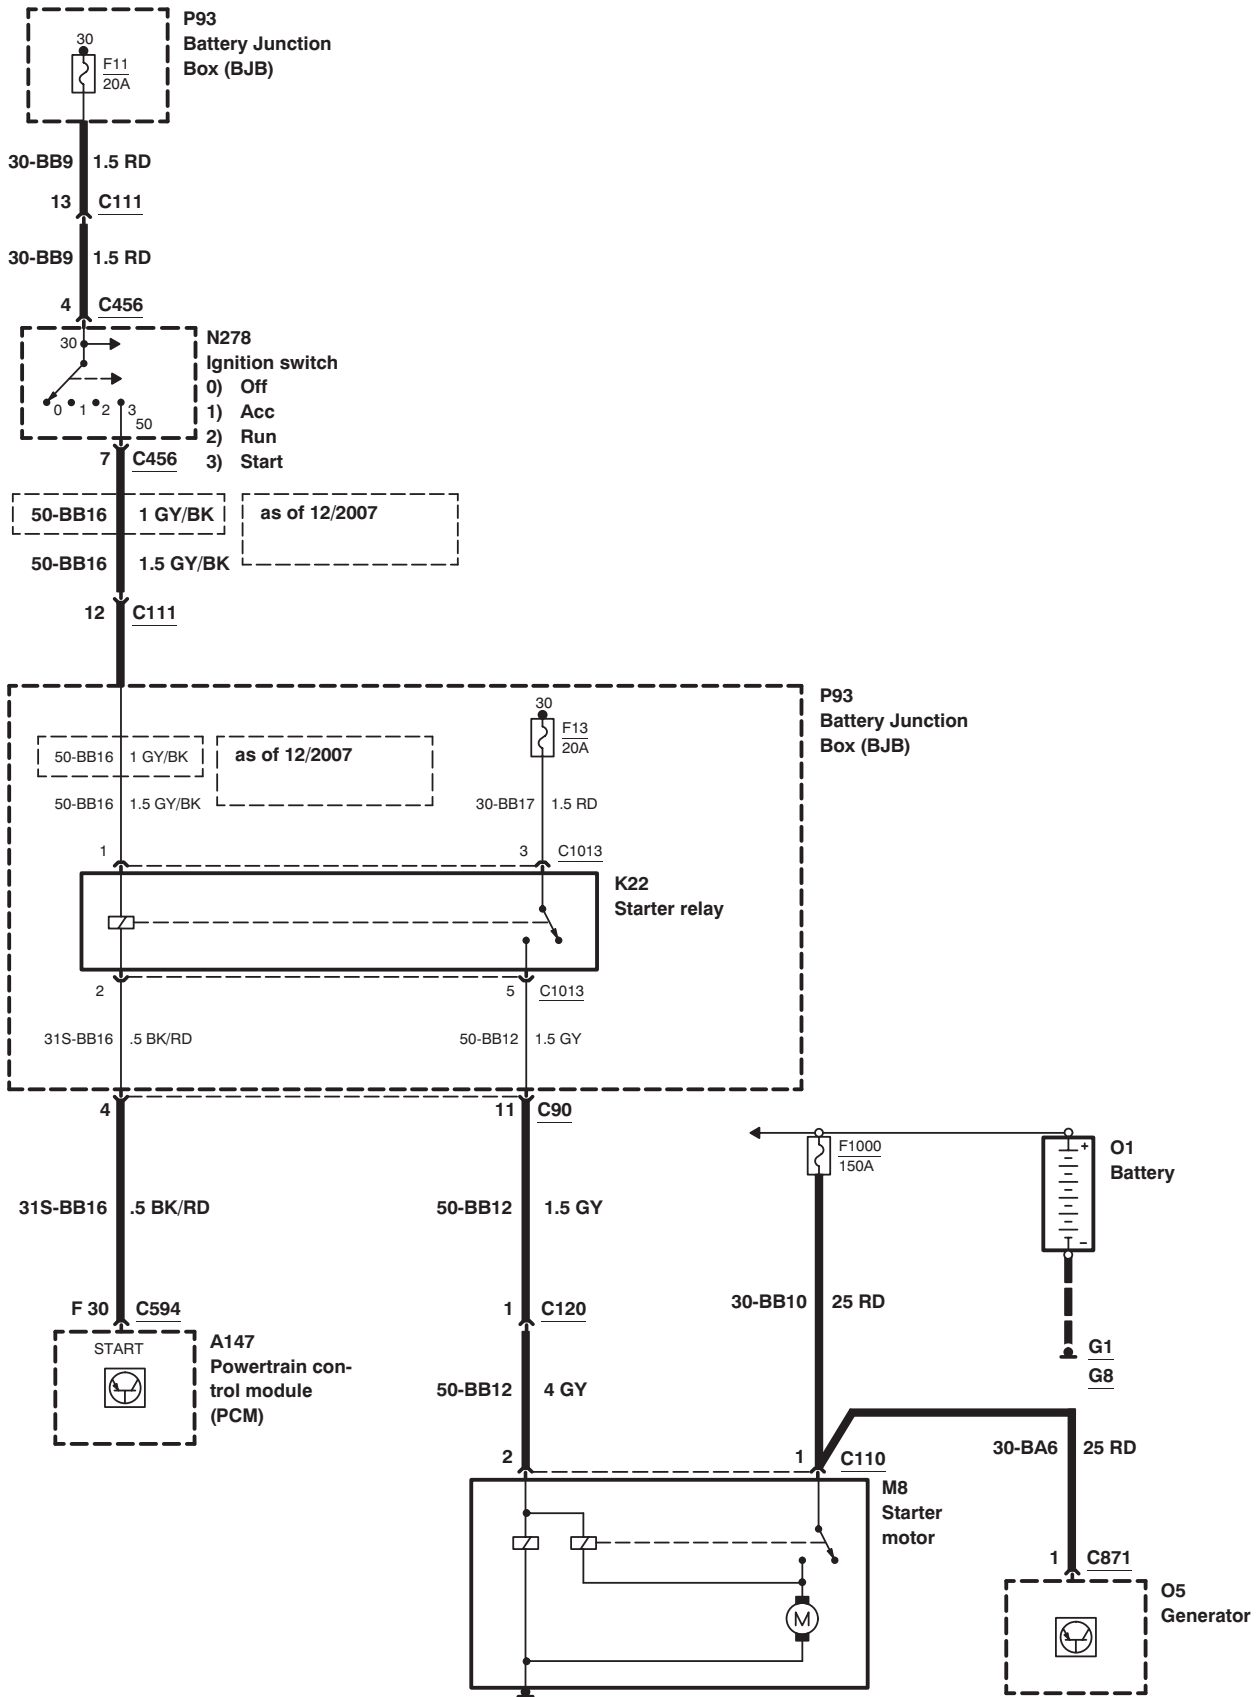 P93
Battery Junction
Box (BJB)
30
F11
20A
30-BB9 1.5 RD
13 C111
30-BB9 1.5 RD
4 C456
30
0 1 2 3
50
N278
Ignition switch
0) Off
1) Acc
2) Run
3) Start
7 C456
50-BB16 1 GY/BK
as of 12/2007
50-BB16 1.5 GY/BK
12 C111
P93
Battery Junction
Box (BJB)
30
F13
20A
50-BB16 1 GY/BK
as of 12/2007
50-BB16 1.5 GY/BK
30-BB17 1.5 RD
1
3 C1013
K22
Starter relay
2
5 C1013
31S-BB16 .5 BK/RD
50-BB12 1.5 GY
4
11 C90
F1000
150A
+
−
O1
Battery
31S-BB16 .5 BK/RD
50-BB12 1.5 GY
30-BB10 25 RD
F 30 C594
1 C120
START
A147
Powertrain con-
trol module
(PCM)
G1
G8
50-BB12 4 GY
30-BA6 25 RD
2
1 C110
M8
Starter
motor
M
1 C871
O5
Generator